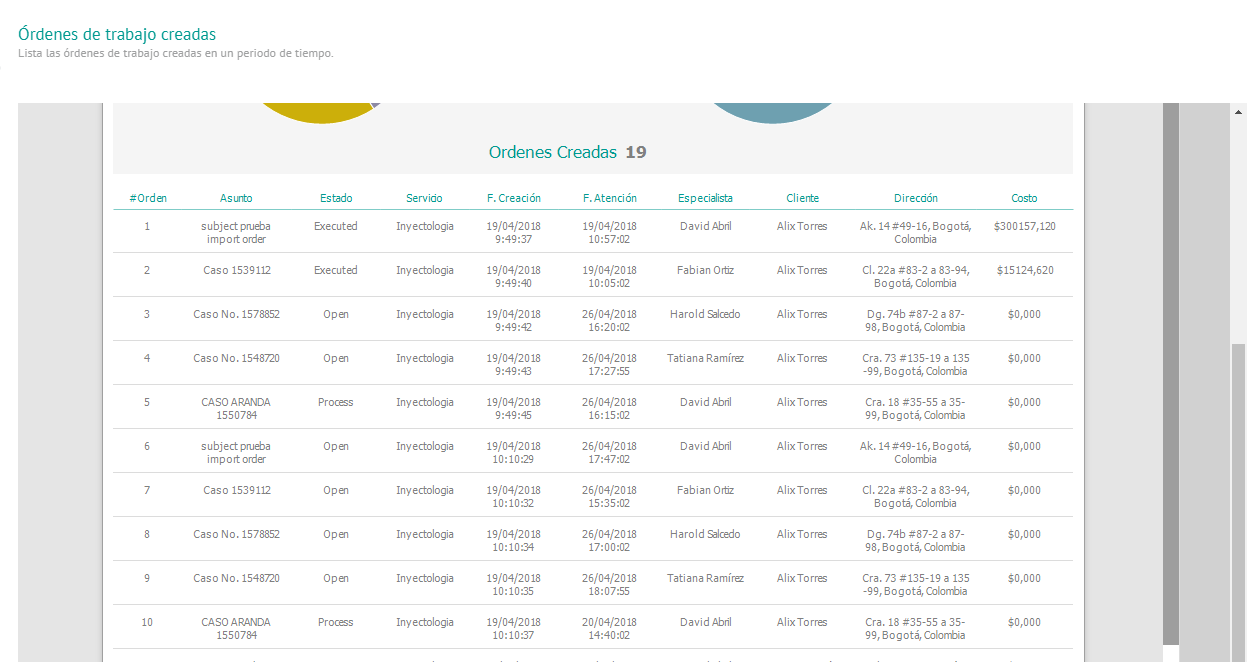 Órdenes de trabajo creadas
Lista las órdenes de trabajo creadas en un periodo de tiempo.
Ordenes Creadas 19
#Orden Asunto Estado Servicio F. Creación F. Atención Especialista Cliente Dirección Costo
1 subject prueba Executed Inyectologia 19/04/2018 19/04/2018 David Abril Alix Torres Ak. 14 #49-16, Bogotá, $300157,120
import order 9:49:37 10:57:02 Colombia
2 Caso 1539112 Executed Inyectologia 19/04/2018 19/04/2018 Fabian Ortiz Alix Torres Cl. 22a #83-2 a 83-94, $15124,620
9:49:40 10:05:02 Bogotá, Colombia
3 Caso No. 1578852 Open Inyectologia 19/04/2018 26/04/2018 Harold Salcedo Alix Torres Dg. 74b #87-2 a 87- $0,000
9:49:42 16:20:02 98, Bogotá, Colombia
4 Caso No. 1548720 Open Inyectologia 19/04/2018 26/04/2018 Tatiana Ramírez Alix Torres Cra. 73 #135-19 a 135 $0,000
9:49:43 17:27:55 -99, Bogotá, Colombia
5 CASO ARANDA Process Inyectologia 19/04/2018 26/04/2018 David Abril Alix Torres Cra. 18 #35-55 a 35- $0,000
1550784 9:49:45 16:15:02 99, Bogotá, Colombia
6 subject prueba Open Inyectologia 19/04/2018 26/04/2018 David Abril Alix Torres Ak. 14 #49-16, Bogotá, $0,000
import order 10:10:29 17:47:02 Colombia
7 Caso 1539112 Open Inyectologia 19/04/2018 26/04/2018 Fabian Ortiz Alix Torres Cl. 22a #83-2 a 83-94, $0,000
10:10:32 15:35:02 Bogotá, Colombia
8 Caso No. 1578852 Open Inyectologia 19/04/2018 26/04/2018 Harold Salcedo Alix Torres Dg. 74b #87-2 a 87- $0,000
10:10:34 17:00:02 98, Bogotá, Colombia
9 Caso No. 1548720 Open Inyectologia 19/04/2018 26/04/2018 Tatiana Ramírez Alix Torres Cra. 73 #135-19 a 135 $0,000
10:10:35 18:07:55 -99, Bogotá, Colombia
10 CASO ARANDA Process Inyectologia 19/04/2018 20/04/2018 David Abril Alix Torres Cra. 18 #35-55 a 35- $0,000
1550784 10:10:37 14:40:02 99, Bogotá, Colombia